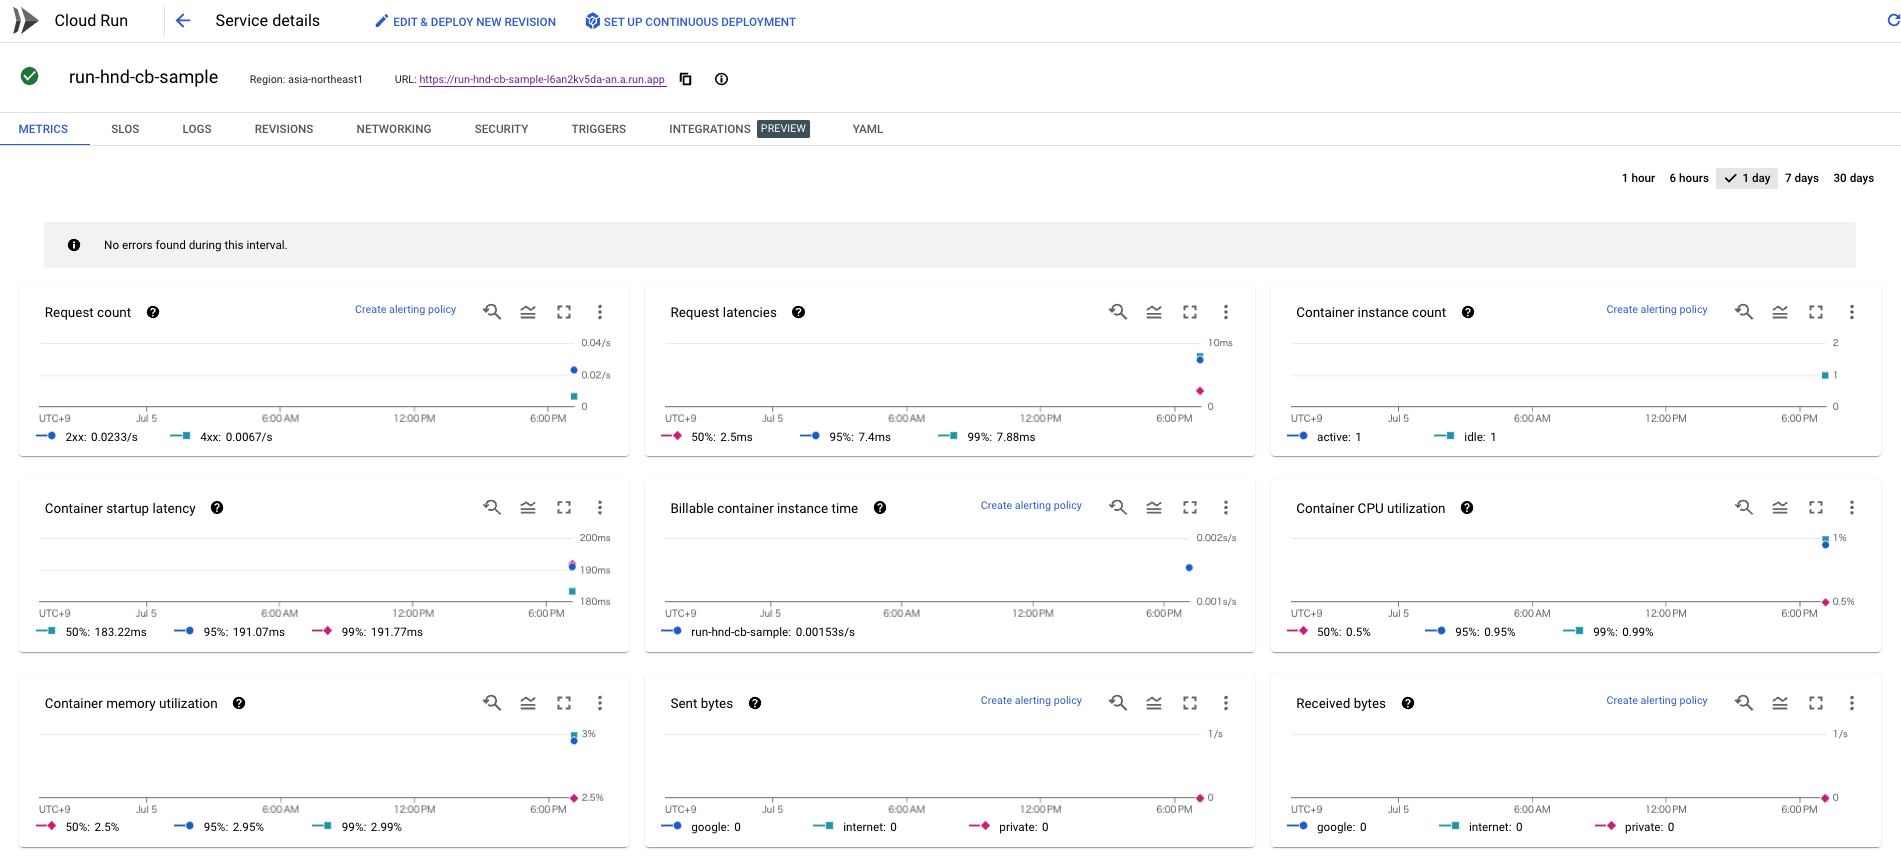 Cloud Run
Service details
EDIT & DEPLOY NEW REVISION
SET UP CONTINUOUS DEPLOYMENT
run-hnd-cb-sample
Region: asia-northeast1
URL: https://run-hnd-cb-sample-l6an2kv5da-an.a.run.app
METRICS
SLOS
LOGS
REVISIONS
NETWORKING
SECURITY
TRIGGERS
INTEGRATIONS PREVIEW
YAML
1 hour
6 hours
1 day
7 days
30 days
No errors found during this interval.
Request count
Create alerting policy
0.04/s
0.02/s
0
UTC+9 Jul 5 6:00 AM 12:00 PM 6:00 PM
2xx: 0.0233/s 4xx: 0.0067/s
Request latencies
10ms
0
UTC+9 Jul 5 6:00 AM 12:00 PM 6:00 PM
50%: 2.5ms 95%: 7.4ms 99%: 7.88ms
Container instance count
Create alerting policy
2
1
0
UTC+9 Jul 5 6:00 AM 12:00 PM 6:00 PM
active: 1 idle: 1
Container startup latency
200ms
190ms
180ms
UTC+9 Jul 5 6:00 AM 12:00 PM 6:00 PM
50%: 183.22ms 95%: 191.07ms 99%: 191.77ms
Billable container instance time
Create alerting policy
0.002s/s
0.001s/s
UTC+9 Jul 5 6:00 AM 12:00 PM 6:00 PM
run-hnd-cb-sample: 0.00153s/s
Container CPU utilization
1%
0.5%
UTC+9 Jul 5 6:00 AM 12:00 PM 6:00 PM
50%: 0.5% 95%: 0.95% 99%: 0.99%
Container memory utilization
3%
2.5%
UTC+9 Jul 5 6:00 AM 12:00 PM 6:00 PM
50%: 2.5% 95%: 2.95% 99%: 2.99%
Sent bytes
Create alerting policy
1/s
0
UTC+9 Jul 5 6:00 AM 12:00 PM 6:00 PM
google: 0 internet: 0 private: 0
Received bytes
Create alerting policy
1/s
0
UTC+9 Jul 5 6:00 AM 12:00 PM 6:00 PM
google: 0 internet: 0 private: 0